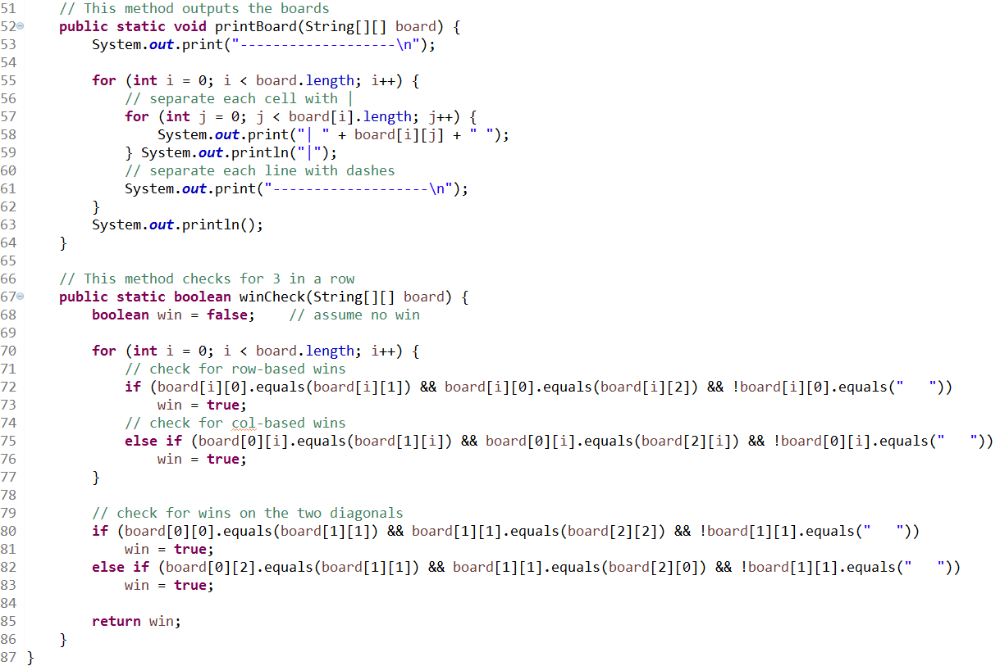 51 // This method outputs the boards
52 public static void printBoard(String[][] board) {
53 System.out.print("-------------------\n");
54
55 for (int i = 0; i < board.length; i++) {
56 // separate each cell with |
57 for (int j = 0; j < board[i].length; j++) {
58 System.out.print("| " + board[i][j] + " ");
59 } System.out.println("|");
60 // separate each line with dashes
61 System.out.print("-------------------\n");
62 }
63 System.out.println();
64 }
65
66 // This method checks for 3 in a row
67 public static boolean winCheck(String[][] board) {
68 boolean win = false;    // assume no win
69
70 for (int i = 0; i < board.length; i++) {
71 // check for row-based wins
72 if (board[i][0].equals(board[i][1]) && board[i][0].equals(board[i][2]) && !board[i][0].equals("   "))
73 win = true;
74 // check for col-based wins
75 else if (board[0][i].equals(board[1][i]) && board[0][i].equals(board[2][i]) && !board[0][i].equals("   "))
76 win = true;
77 }
78
79 // check for wins on the two diagonals
80 if (board[0][0].equals(board[1][1]) && board[1][1].equals(board[2][2]) && !board[1][1].equals("   "))
81 win = true;
82 else if (board[0][2].equals(board[1][1]) && board[1][1].equals(board[2][0]) && !board[1][1].equals("   "))
83 win = true;
84
85 return win;
86 }
87 }